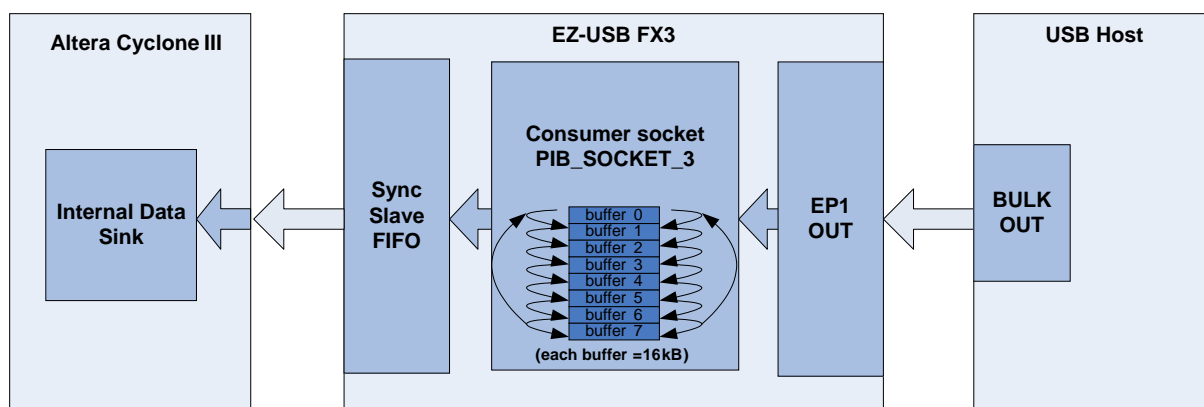 Altera Cyclone III
EZ-USB FX3
USB Host
Internal Data
Sink
Sync
Slave
FIFO
Consumer socket
PIB_SOCKET_3
buffer 0
buffer 1
buffer 2
buffer 3
buffer 4
buffer 5
buffer 6
buffer 7
(each buffer =16kB)
EP1
OUT
BULK
OUT